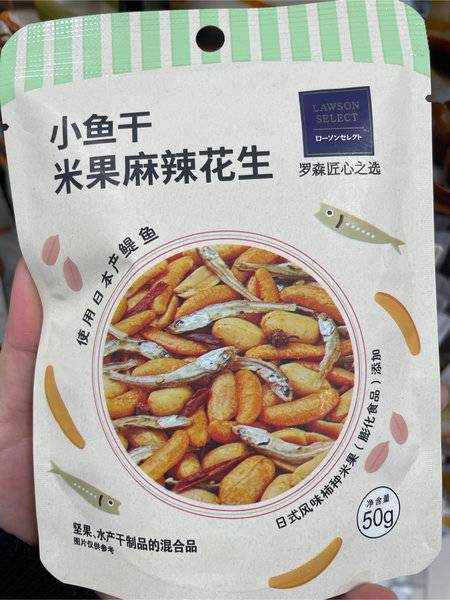 小鱼干
米果麻辣花生
LAWSON
SELECT
ローソンセレクト
罗森匠心之选
使用日本产鳀鱼
日式风味柿种米果（膨化食品）添加
净含量
50g
坚果、水产干制品的混合品
图片仅供参考